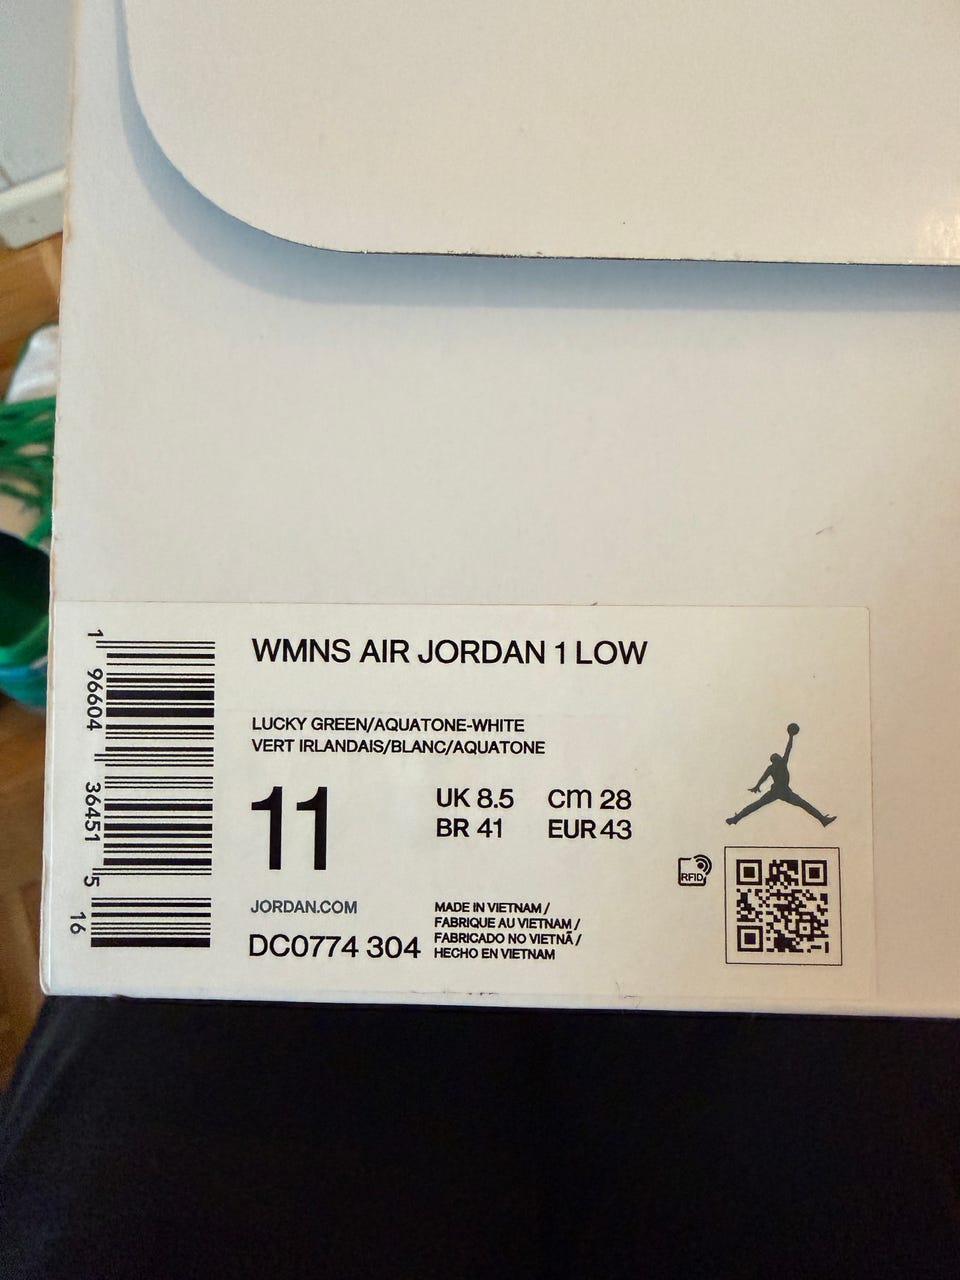 WMNS AIR JORDAN 1 LOW
LUCKY GREEN/AQUATONE-WHITE
VERT IRLANDAIS/BLANC/AQUATONE
11
UK 8.5 cm 28
BR 41 EUR 43
JORDAN.COM
DC0774 304
MADE IN VIETNAM /
FABRIQUE AU VIETNAM /
FABRICADO NO VIETNÃ /
HECHO EN VIETNAM
RFID
1 96604 36451 5 16